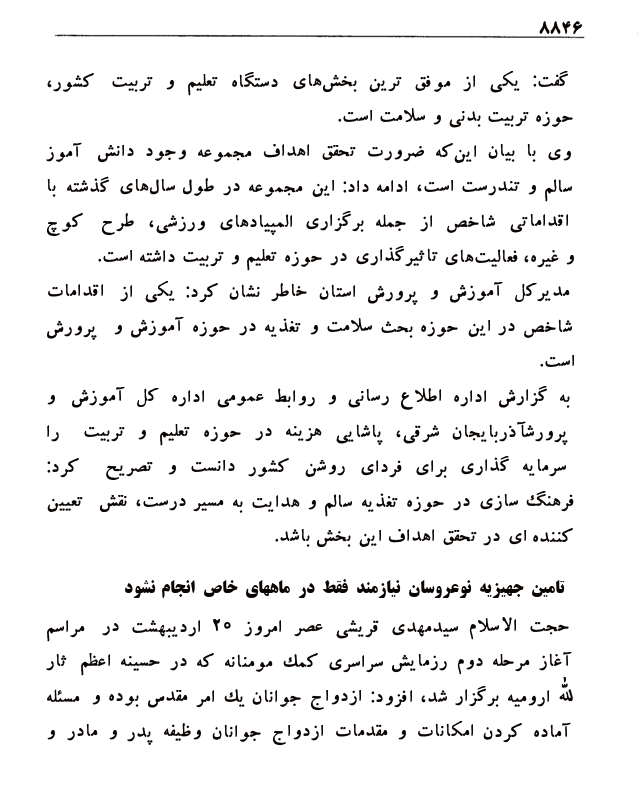 ۸۸۴۶
گفت: یکی از موفق ترین بخش‌های دستگاه تعلیم و تربیت کشور،
حوزه تربیت بدنی و سلامت است.
وی با بیان این‌که ضرورت تحقق اهداف مجموعه وجود دانش آموز
سالم و تندرست است، ادامه داد: این مجموعه در طول سال‌های گذشته با
اقداماتی شاخص از جمله برگزاری المپیادهای ورزشی، طرح کوچ
و غیره، فعالیت‌های تاثیرگذاری در حوزه تعلیم و تربیت داشته است.
مدیرکل آموزش و پرورش استان خاطر نشان کرد: یکی از اقدامات
شاخص در این حوزه بحث سلامت و تغذیه در حوزه آموزش و پرورش
است.
به گزارش اداره اطلاع رسانی و روابط عمومی اداره کل آموزش و
پرورشآذربایجان شرقی، پاشایی هزینه در حوزه تعلیم و تربیت را
سرمایه گذاری برای فردای روشن کشور دانست و تصریح کرد:
فرهنگ سازی در حوزه تغذیه سالم و هدایت به مسیر درست، نقش تعیین
کننده ای در تحقق اهداف این بخش باشد.
تامین جهیزیه نوعروسان نیازمند فقط در ماههای خاص انجام نشود
حجت الاسلام سیدمهدی قریشی عصر امروز ۲۵ اردیبهشت در مراسم
آغاز مرحله دوم رزمایش سراسری کمك مومنانه که در حسینه اعظم ثار
لله ارومیه برگزار شد، افزود: ازدواج جوانان یك امر مقدس بوده و مسئله
آماده کردن امکانات و مقدمات ازدواج جوانان وظیفه پدر و مادر و